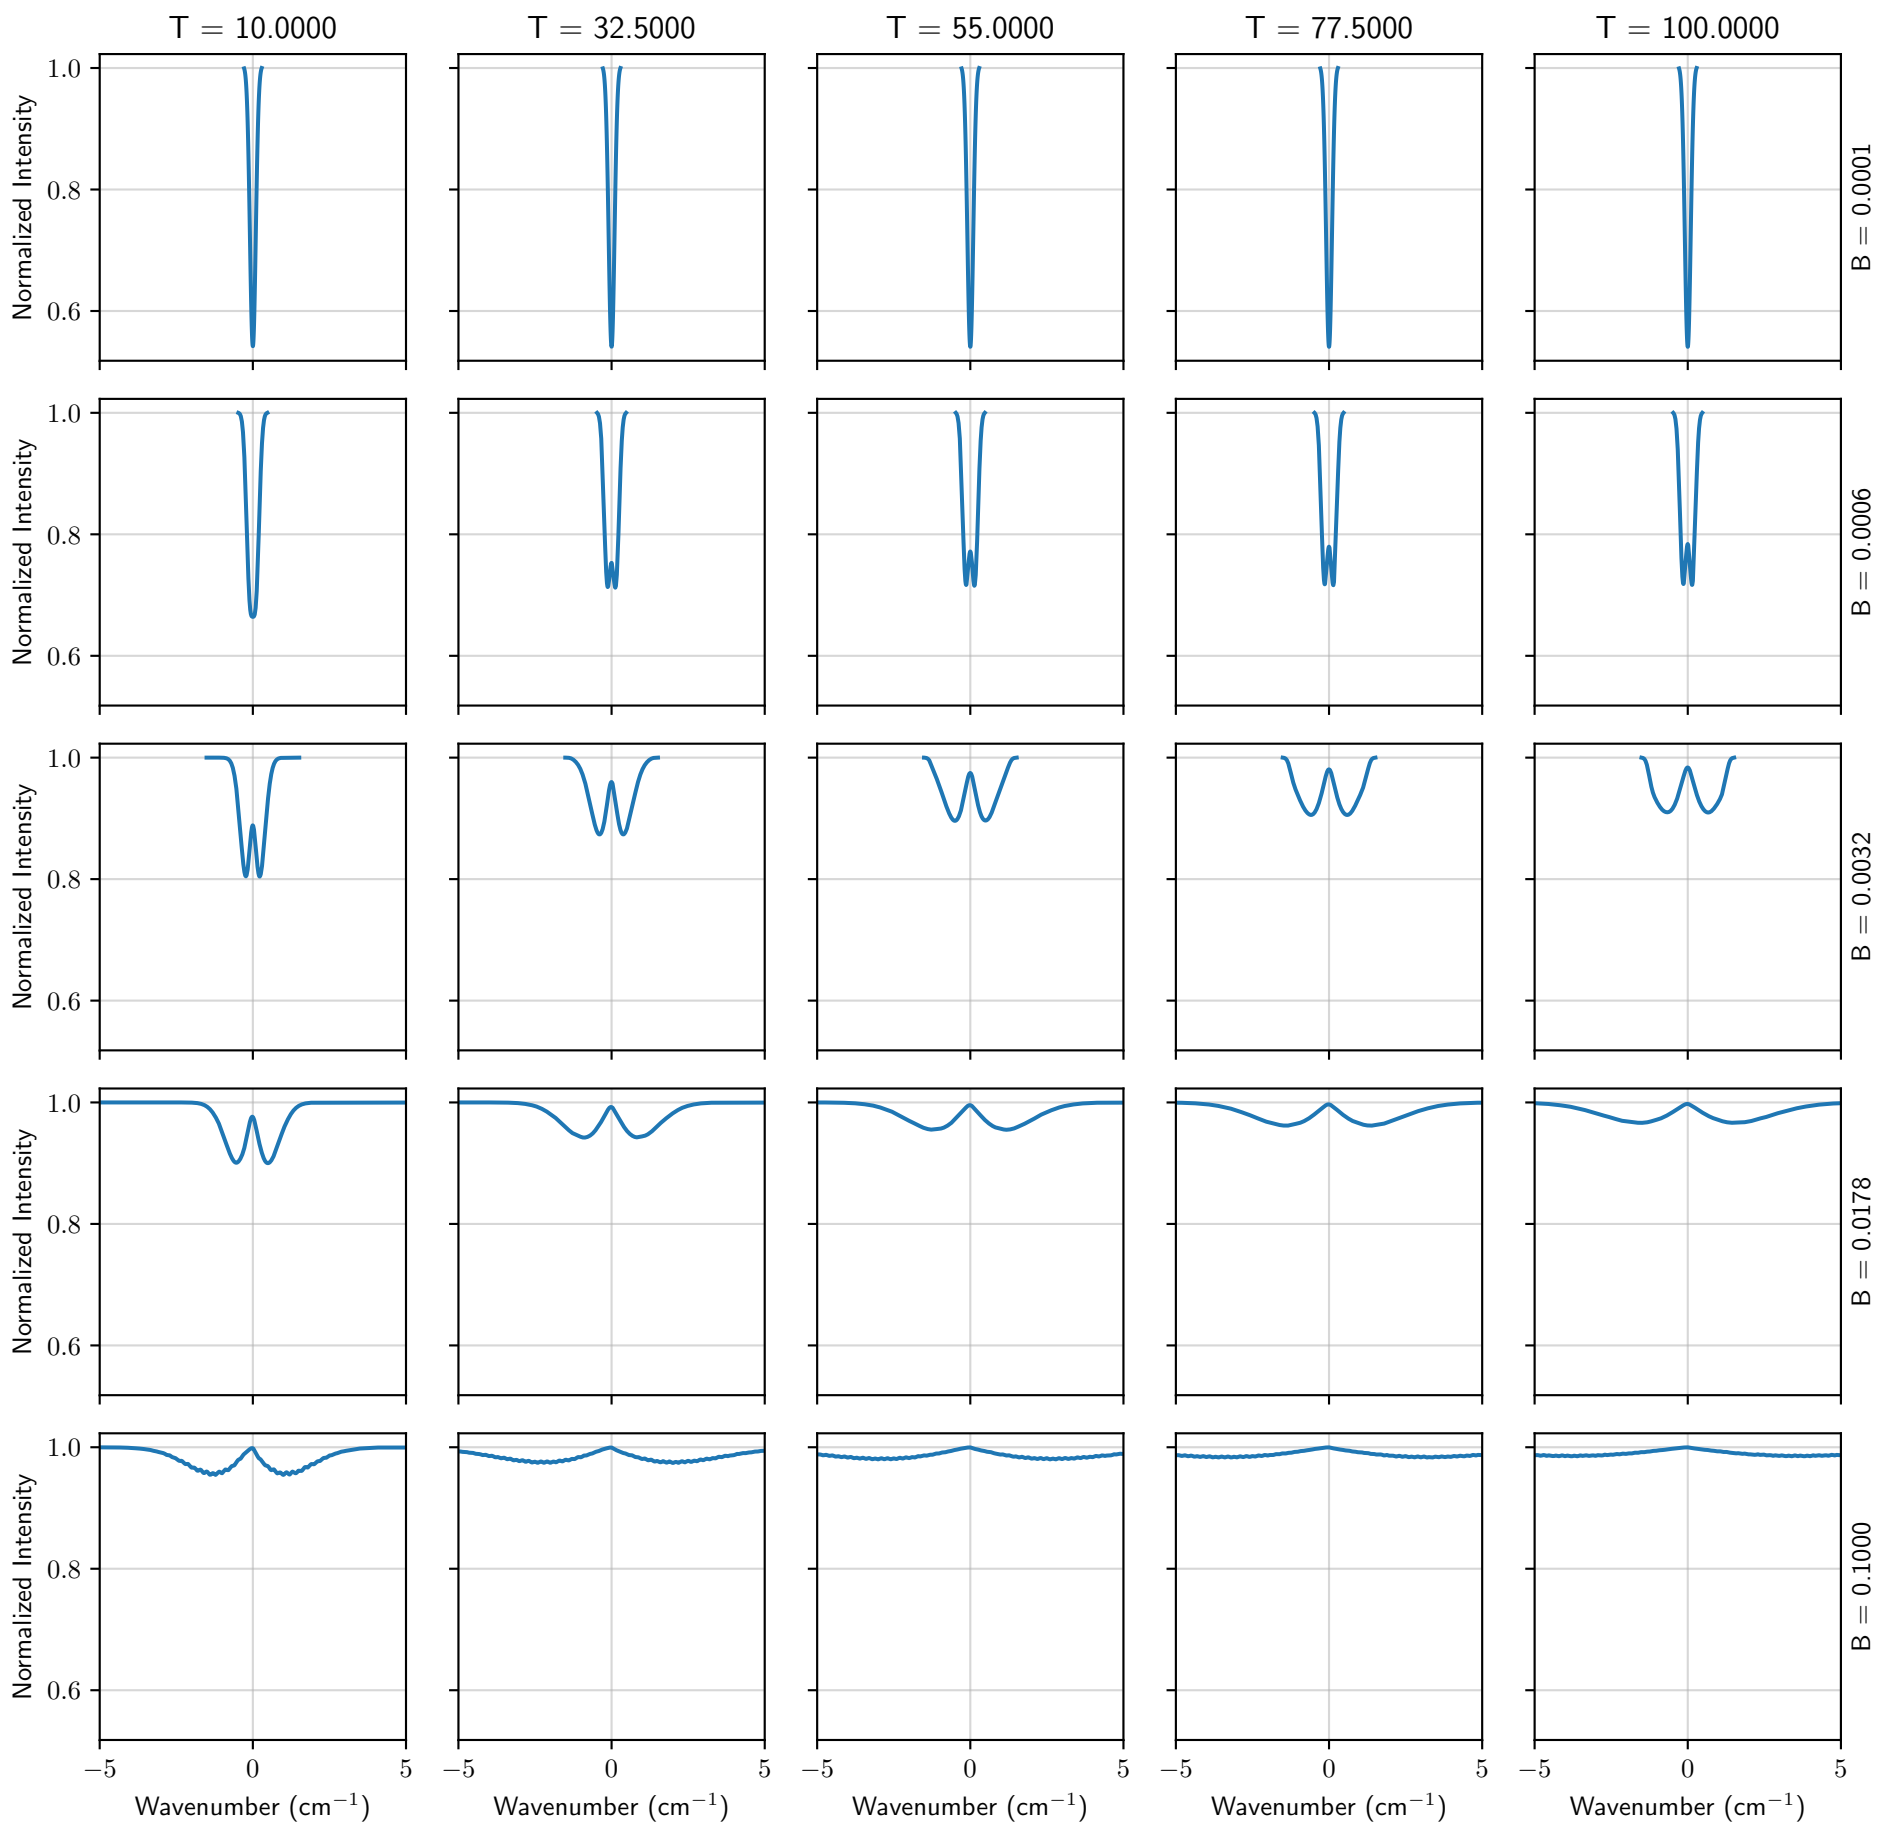 T = 10.0000 T = 32.5000 T = 55.0000 T = 77.5000 T = 100.0000
Normalized Intensity
1.0
0.8
0.6
B = 0.0001
Normalized Intensity
1.0
0.8
0.6
B = 0.0006
Normalized Intensity
1.0
0.8
0.6
B = 0.0032
Normalized Intensity
1.0
0.8
0.6
B = 0.0178
Normalized Intensity
1.0
0.8
0.6
B = 0.1000
−5 0 5 −5 0 5 −5 0 5 −5 0 5 −5 0 5
Wavenumber (cm⁻¹) Wavenumber (cm⁻¹) Wavenumber (cm⁻¹) Wavenumber (cm⁻¹) Wavenumber (cm⁻¹)